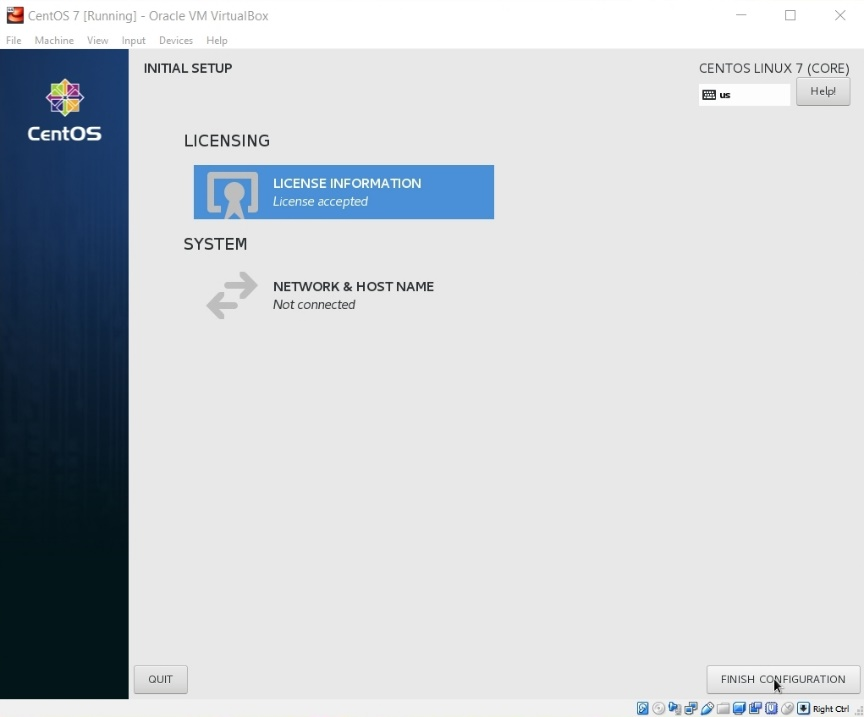 CentOS 7 [Running] - Oracle VM VirtualBox
File Machine View Input Devices Help
INITIAL SETUP
CENTOS LINUX 7 (CORE)
us
Help!
CentOS
LICENSING
LICENSE INFORMATION
License accepted
SYSTEM
NETWORK & HOST NAME
Not connected
QUIT
FINISH CONFIGURATION
Right Ctrl